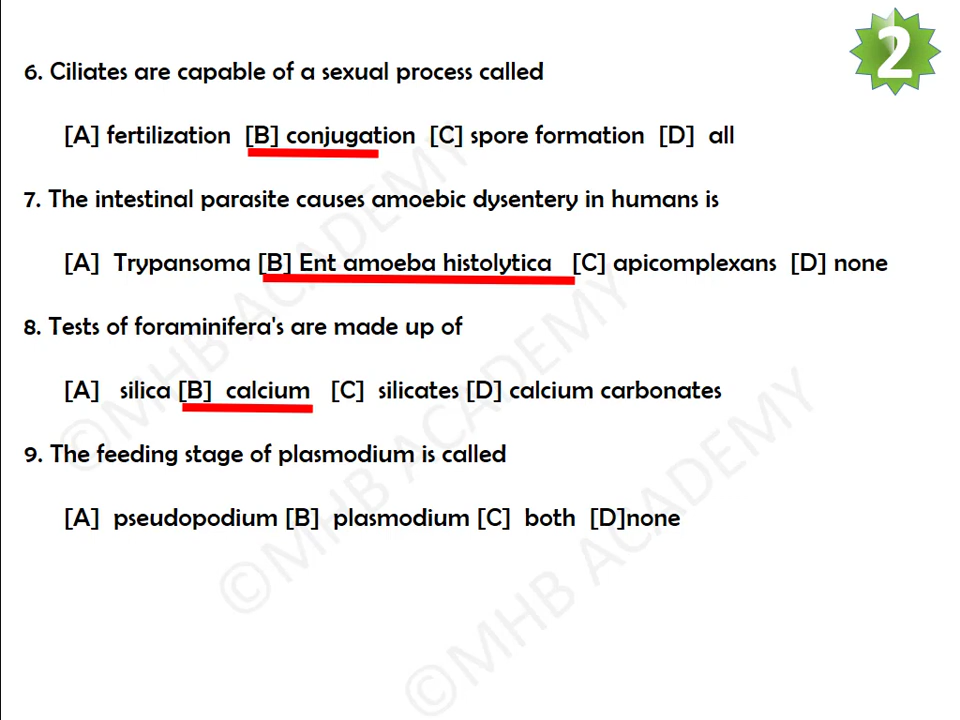 2
6. Ciliates are capable of a sexual process called
[A] fertilization [B] conjugation [C] spore formation [D] all
7. The intestinal parasite causes amoebic dysentery in humans is
[A] Trypansoma [B] Ent amoeba histolytica [C] apicomplexans [D] none
8. Tests of foraminifera's are made up of
[A] silica [B] calcium [C] silicates [D] calcium carbonates
9. The feeding stage of plasmodium is called
[A] pseudopodium [B] plasmodium [C] both [D]none
©MHB ACADEMY
©MHB ACADEMY
©MHB ACADEMY